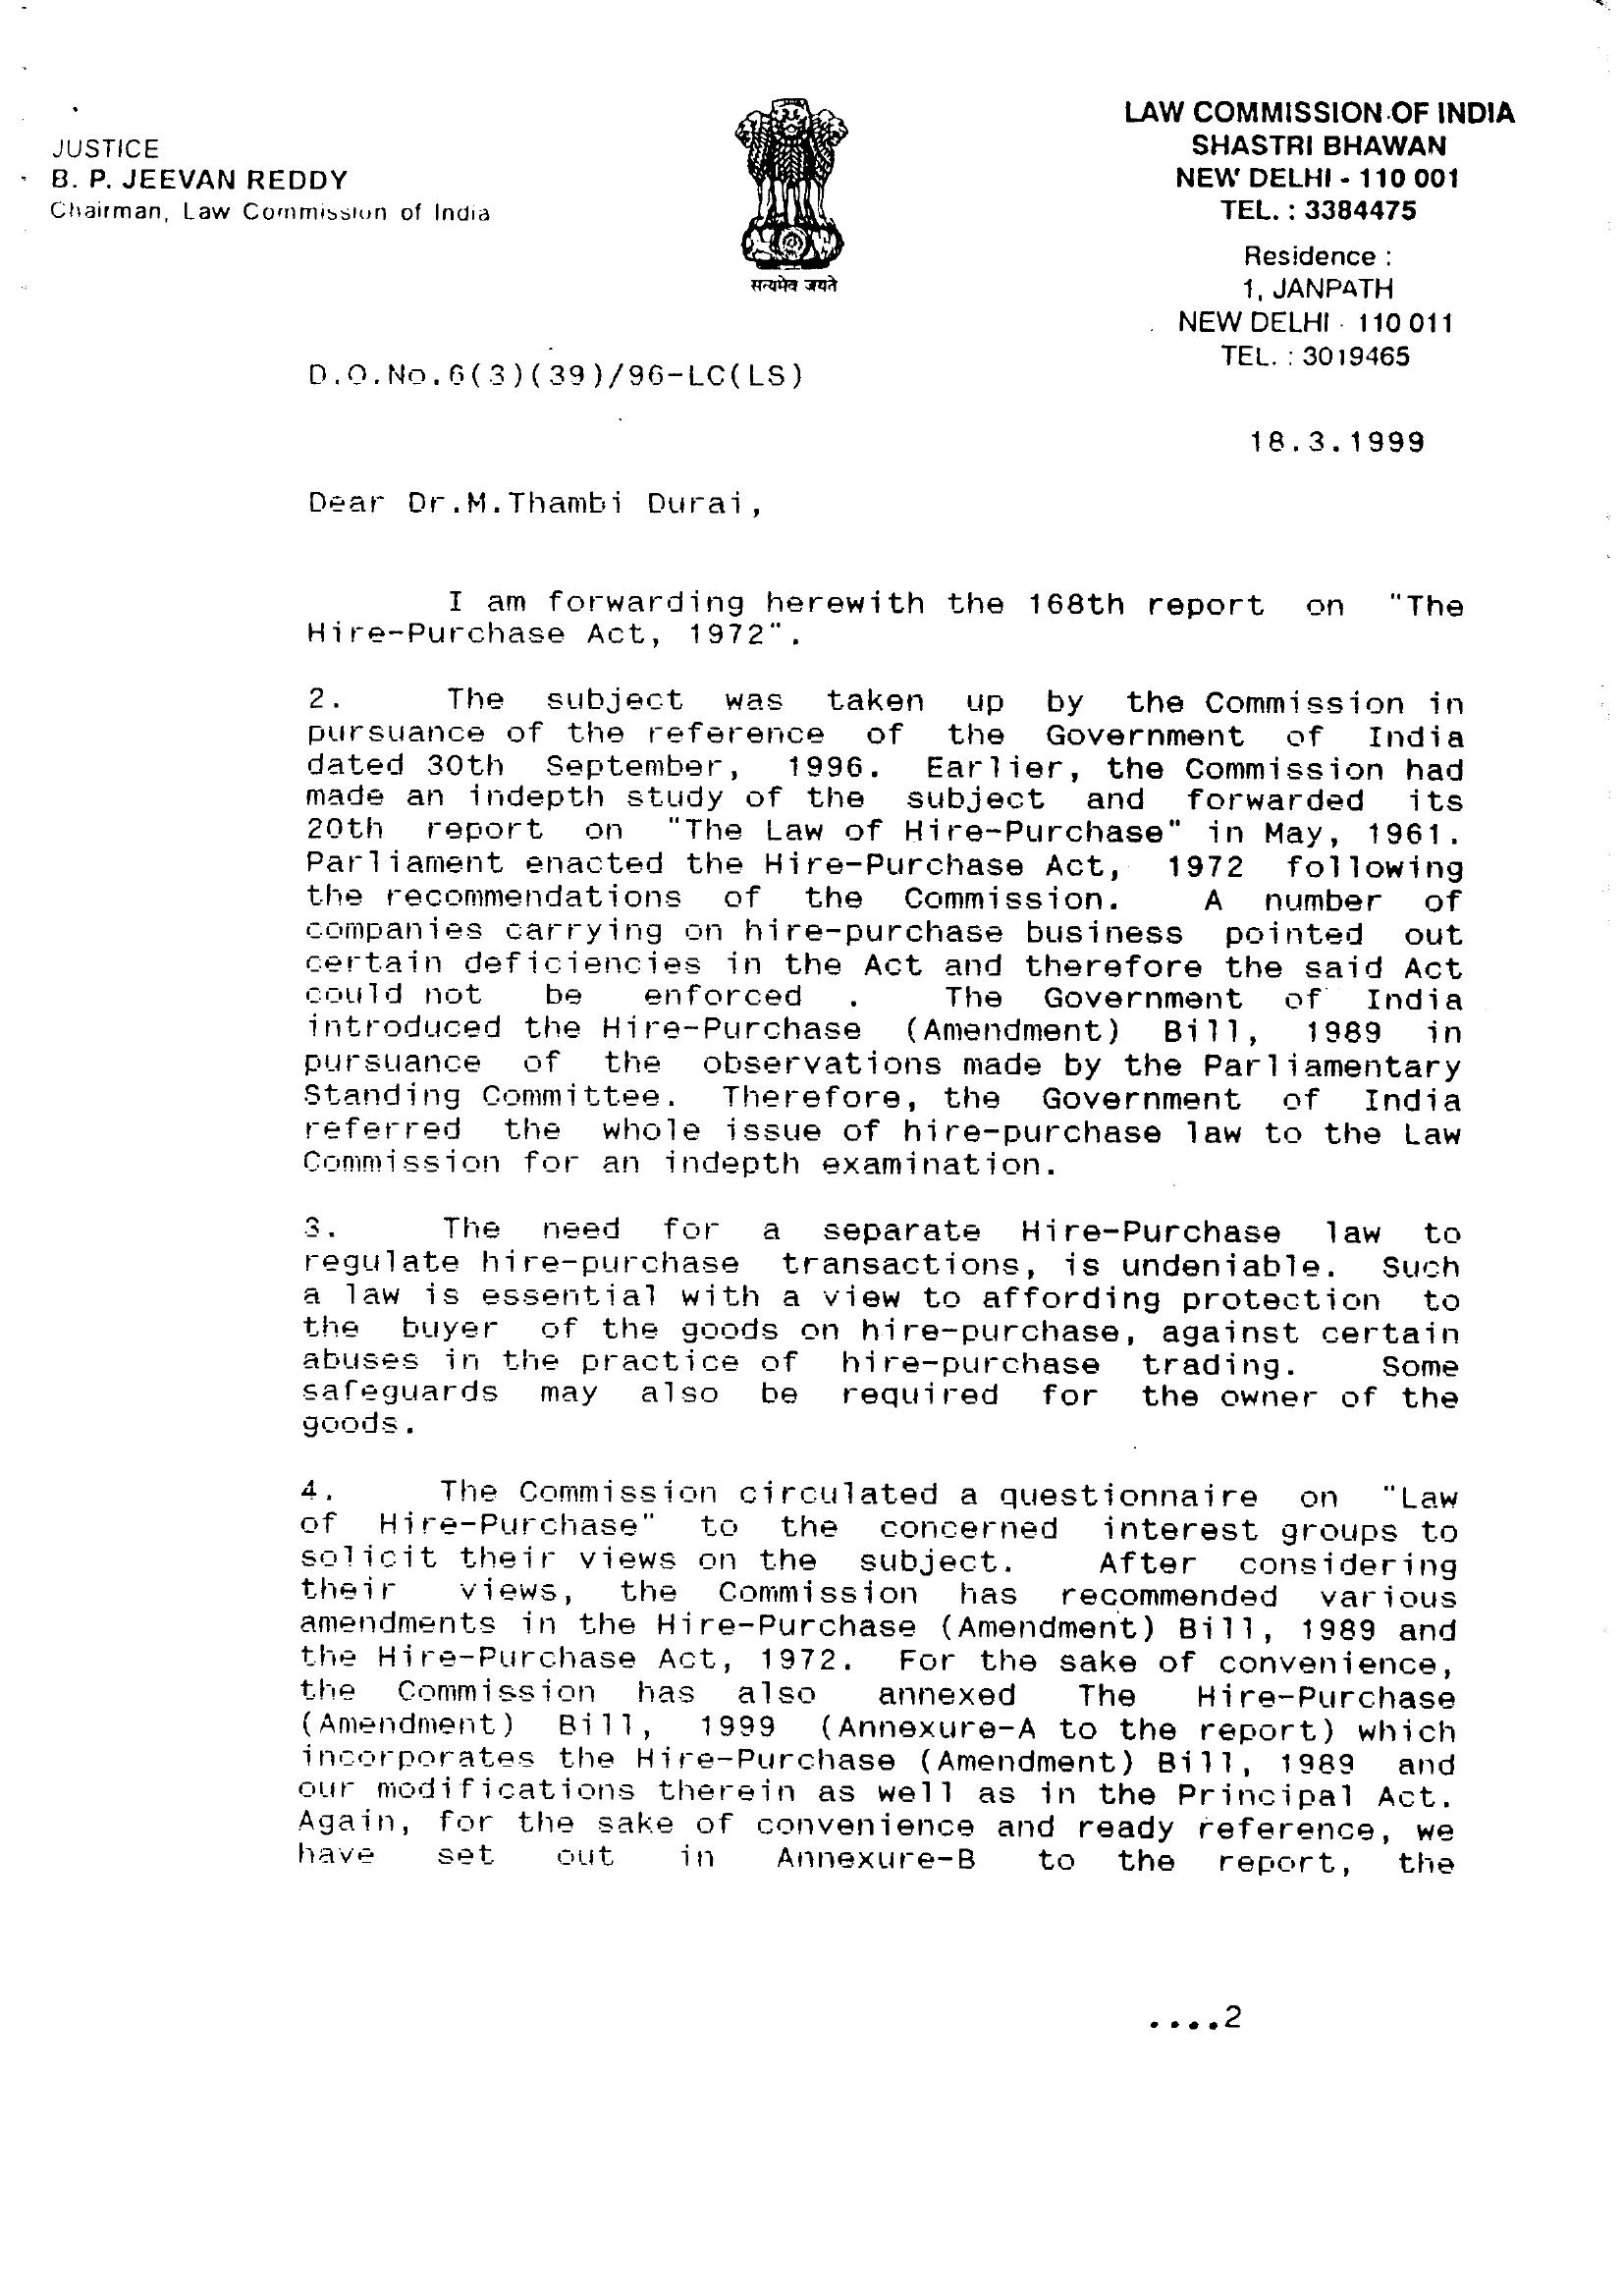 JUSTICE
B. P. JEEVAN REDDY
Chairman, Law Commission of India
सत्यमेव जयते
LAW COMMISSION OF INDIA
SHASTRI BHAWAN
NEW DELHI - 110 001
TEL. : 3384475
Residence :
1, JANPATH
NEW DELHI - 110 011
TEL. : 3019465
D.O.No.6(3)(39)/96-LC(LS)
18.3.1999
Dear Dr.M.Thambi Durai,
I am forwarding herewith the 168th report on "The
Hire-Purchase Act, 1972".
2. The subject was taken up by the Commission in
pursuance of the reference of the Government of India
dated 30th September, 1996. Earlier, the Commission had
made an indepth study of the subject and forwarded its
20th report on "The Law of Hire-Purchase" in May, 1961.
Parliament enacted the Hire-Purchase Act, 1972 following
the recommendations of the Commission. A number of
companies carrying on hire-purchase business pointed out
certain deficiencies in the Act and therefore the said Act
could not be enforced . The Government of India
introduced the Hire-Purchase (Amendment) Bill, 1989 in
pursuance of the observations made by the Parliamentary
Standing Committee. Therefore, the Government of India
referred the whole issue of hire-purchase law to the Law
Commission for an indepth examination.
3. The need for a separate Hire-Purchase law to
regulate hire-purchase transactions, is undeniable. Such
a law is essential with a view to affording protection to
the buyer of the goods on hire-purchase, against certain
abuses in the practice of hire-purchase trading. Some
safeguards may also be required for the owner of the
goods.
4. The Commission circulated a questionnaire on "Law
of Hire-Purchase" to the concerned interest groups to
solicit their views on the subject. After considering
their views, the Commission has recommended various
amendments in the Hire-Purchase (Amendment) Bill, 1989 and
the Hire-Purchase Act, 1972. For the sake of convenience,
the Commission has also annexed The Hire-Purchase
(Amendment) Bill, 1999 (Annexure-A to the report) which
incorporates the Hire-Purchase (Amendment) Bill, 1989 and
our modifications therein as well as in the Principal Act.
Again, for the sake of convenience and ready reference, we
have set out in Annexure-B to the report, the
....2